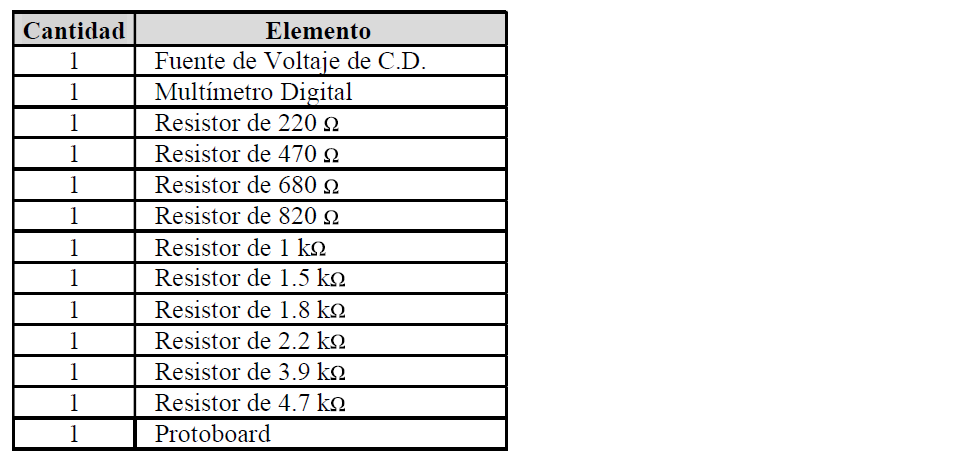 Cantidad Elemento
1 Fuente de Voltaje de C.D.
1 Multímetro Digital
1 Resistor de 220 Ω
1 Resistor de 470 Ω
1 Resistor de 680 Ω
1 Resistor de 820 Ω
1 Resistor de 1 kΩ
1 Resistor de 1.5 kΩ
1 Resistor de 1.8 kΩ
1 Resistor de 2.2 kΩ
1 Resistor de 3.9 kΩ
1 Resistor de 4.7 kΩ
1 Protoboard